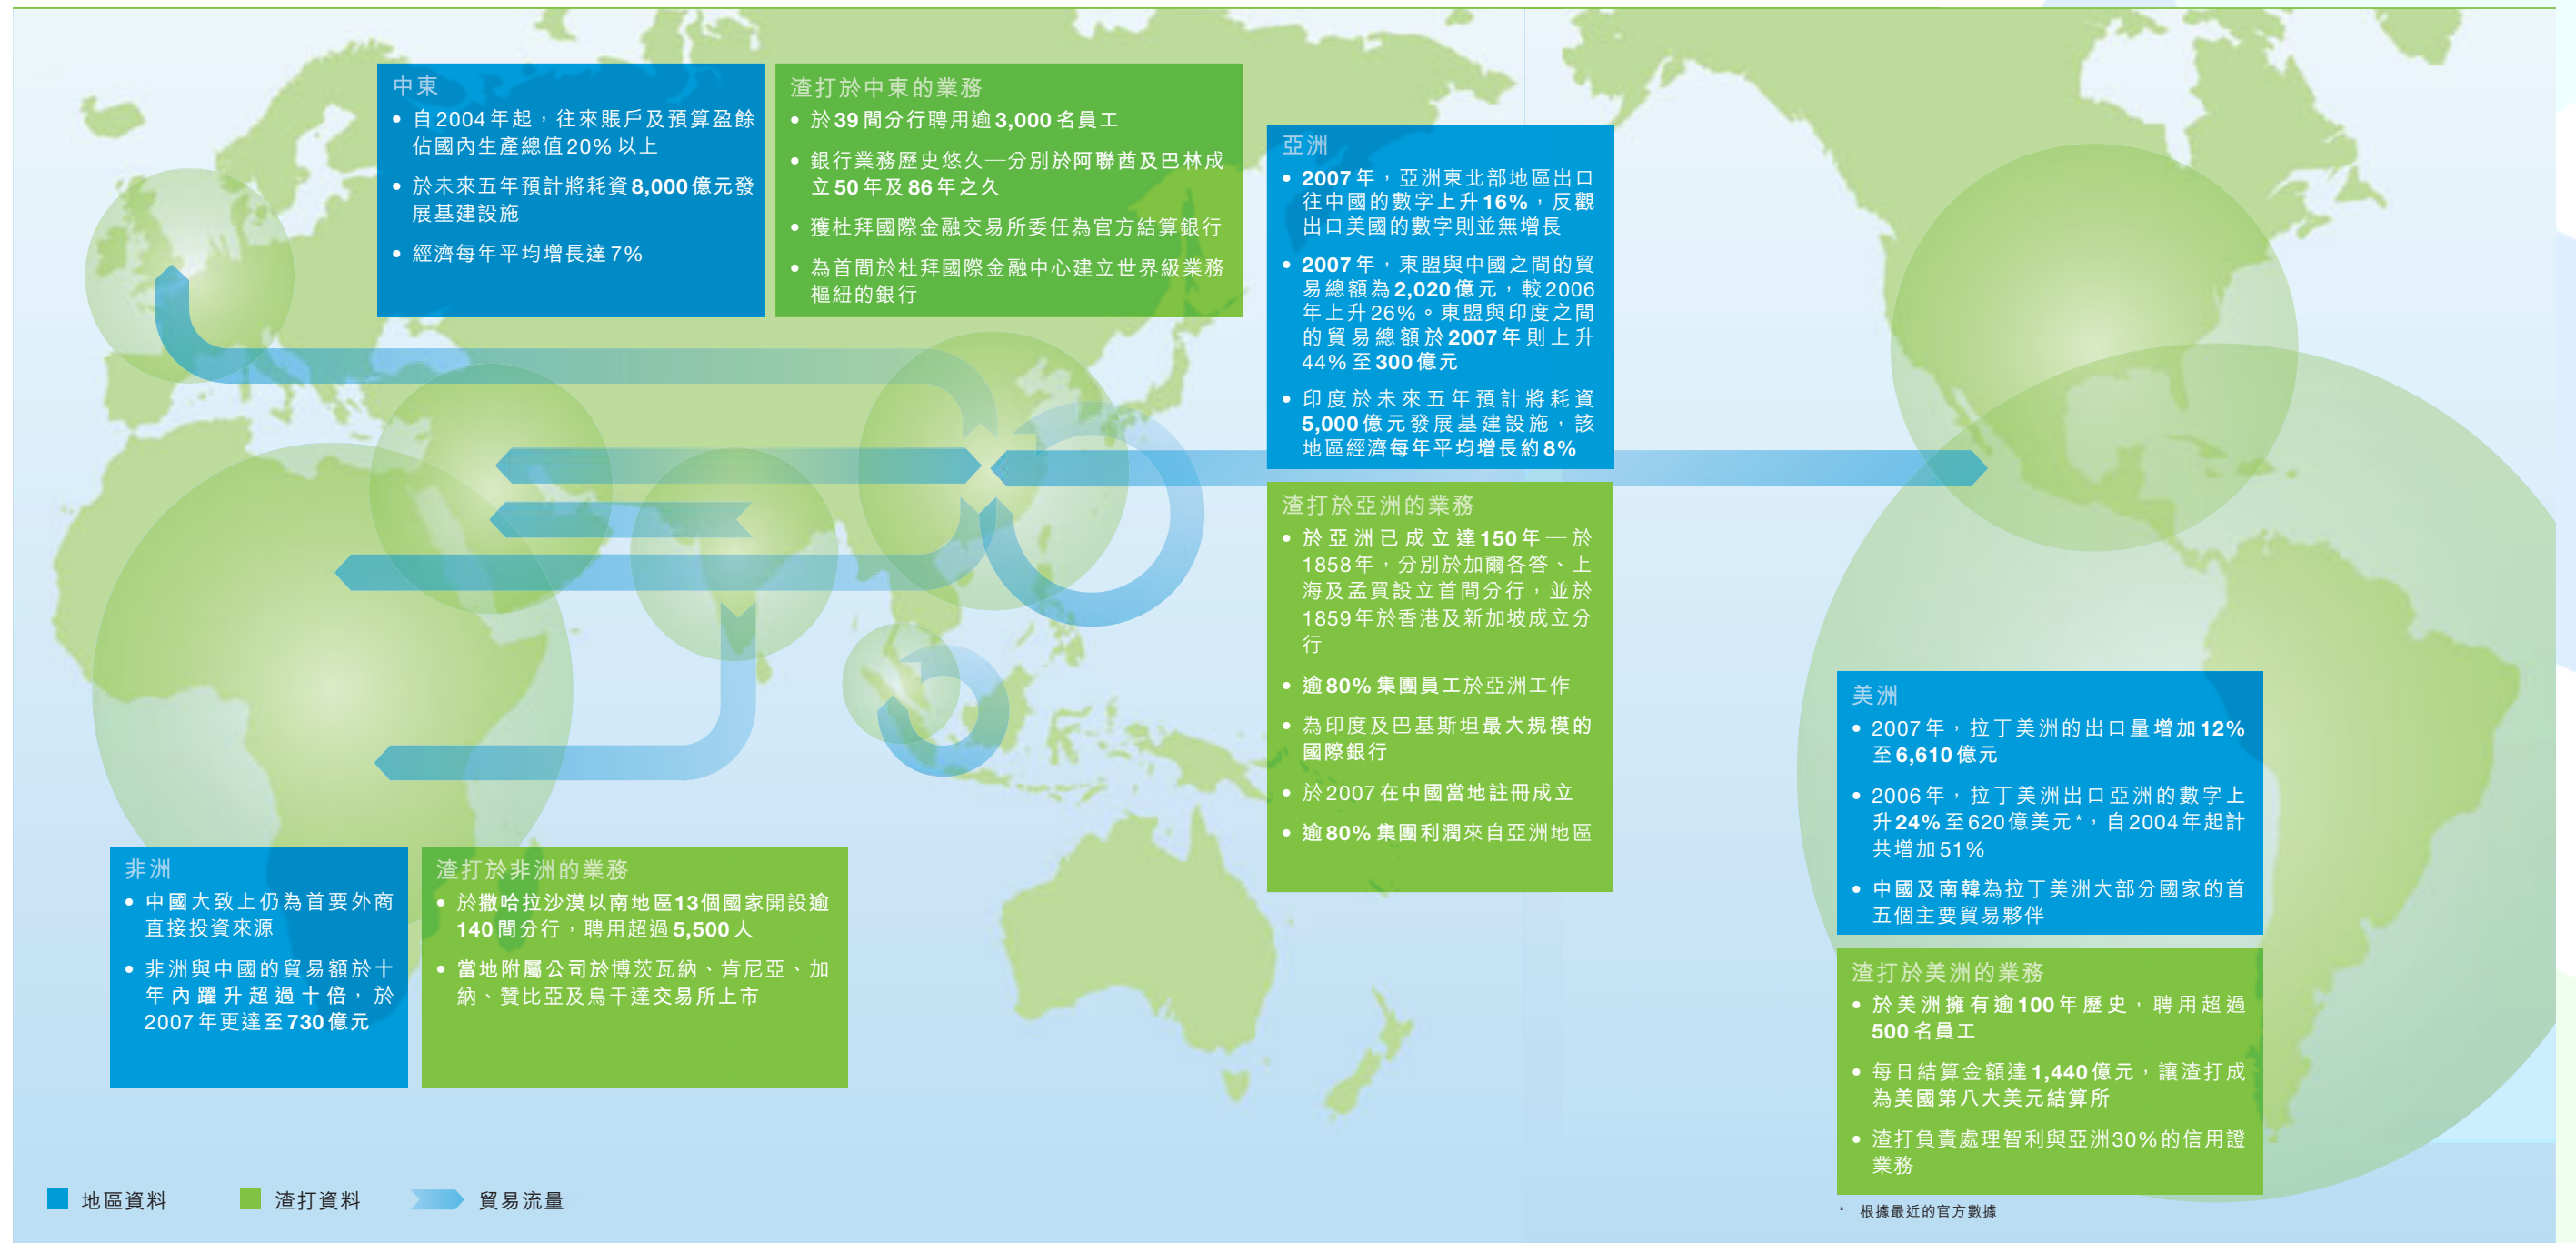 中東
• 自2004年起，往來賬戶及預算盈餘
佔國內生產總值20%以上
• 於未來五年預計將耗資8,000億元發
展基建設施
• 經濟每年平均增長達7%
渣打於中東的業務
• 於39間分行聘用逾3,000名員工
• 銀行業務歷史悠久—分別於阿聯酋及巴林成
立50年及86年之久
• 獲杜拜國際金融交易所委任為官方結算銀行
• 為首間於杜拜國際金融中心建立世界級業務
樞紐的銀行
亞洲
• 2007年，亞洲東北部地區出口
往中國的數字上升16%，反觀
出口美國的數字則並無增長
• 2007年，東盟與中國之間的貿
易總額為2,020億元，較2006
年上升26%。東盟與印度之間
的貿易總額於2007年則上升
44%至300億元
• 印度於未來五年預計將耗資
5,000億元發展基建設施，該
地區經濟每年平均增長約8%
渣打於亞洲的業務
• 於亞洲已成立達150年—於
1858年，分別於加爾各答、上
海及孟買設立首間分行，並於
1859年於香港及新加坡成立分
行
• 逾80%集團員工於亞洲工作
• 為印度及巴基斯坦最大規模的
國際銀行
• 於2007在中國當地註冊成立
• 逾80%集團利潤來自亞洲地區
美洲
• 2007年，拉丁美洲的出口量增加12%
至6,610億元
• 2006年，拉丁美洲出口亞洲的數字上
升24%至620億美元*，自2004年起計
共增加51%
• 中國及南韓為拉丁美洲大部分國家的首
五個主要貿易夥伴
渣打於美洲的業務
• 於美洲擁有逾100年歷史，聘用超過
500名員工
• 每日結算金額達1,440億元，讓渣打成
為美國第八大美元結算所
• 渣打負責處理智利與亞洲30%的信用證
業務
* 根據最近的官方數據
非洲
• 中國大致上仍為首要外商
直接投資來源
• 非洲與中國的貿易額於十
年內躍升超過十倍，於
2007年更達至730億元
渣打於非洲的業務
• 於撒哈拉沙漠以南地區13個國家開設逾
140間分行，聘用超過5,500人
• 當地附屬公司於博茨瓦納、肯尼亞、加
納、贊比亞及烏干達交易所上市
地區資料
渣打資料
貿易流量